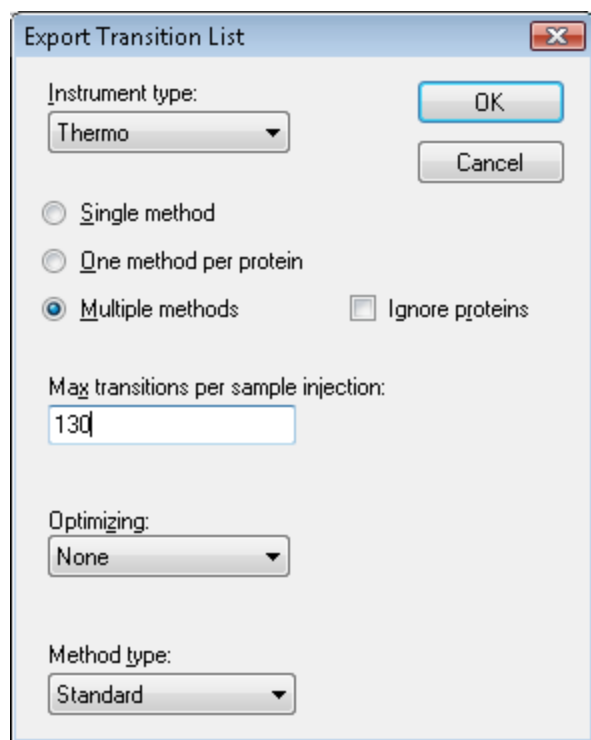 Export Transition List
Instrument type:
Thermo
OK
Cancel
Single method
One method per protein
Multiple methods
Ignore proteins
Max transitions per sample injection:
130
Optimizing:
None
Method type:
Standard